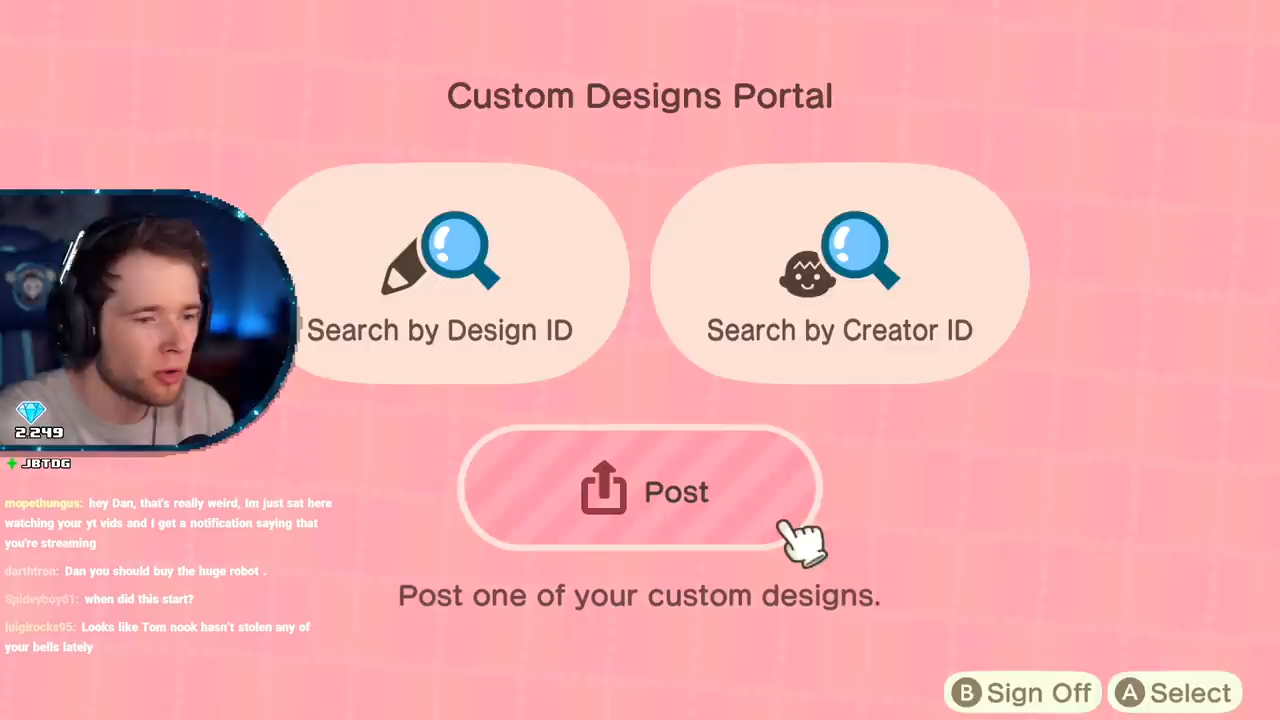 Custom Designs Portal
Search by Design ID
Search by Creator ID
Post
Post one of your custom designs.
B Sign Off
A Select
2.249
+ JBTDG
mopethungus: hey Dan, that's really weird, Im just sat here
watching your yt vids and I get a notification saying that
you're streaming
darthtron: Dan you should buy the huge robot .
Spideyboy61: when did this start?
luigirocks95: Looks like Tom nook hasn't stolen any of
your bells lately